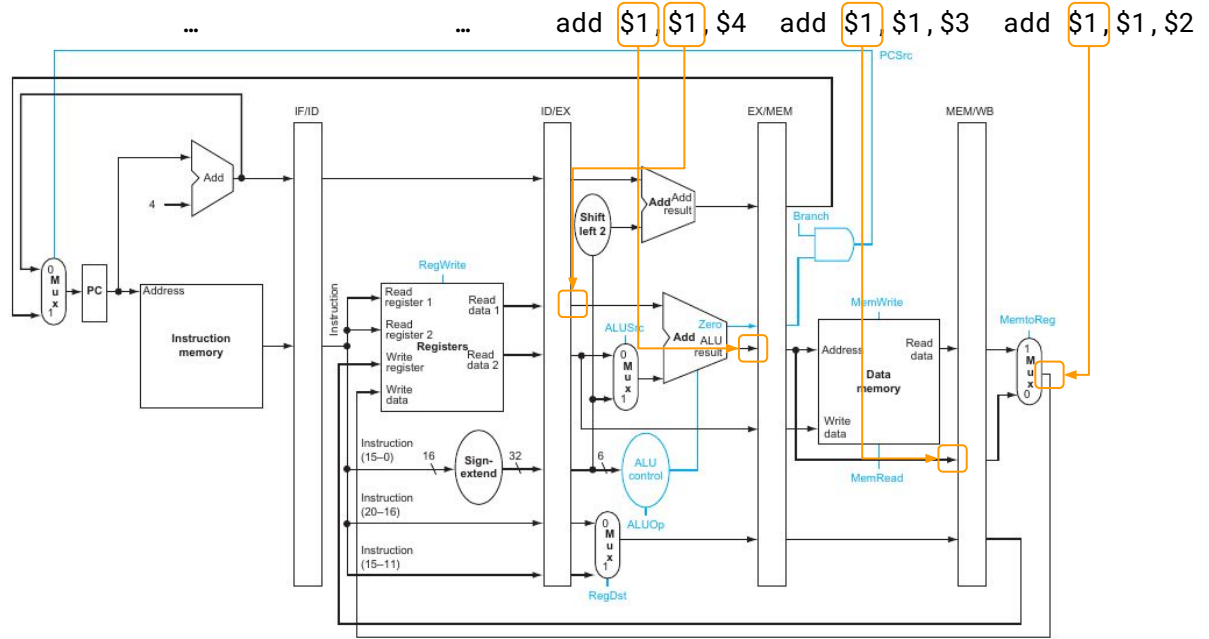 …
…
add $1, $1, $4
add $1, $1, $3
add $1, $1, $2
PCSrc
IF/ID
ID/EX
EX/MEM
MEM/WB
Add
4
Shift
left 2
Add Add
result
Branch
0
M
u
x
1
PC
Address
Instruction
memory
Instruction
RegWrite
Read
register 1
Read
register 2
Write
register
Write
data
Registers
Read
data 1
Read
data 2
ALUSrc
0
M
u
x
1
Add
Zero
ALU
result
MemWrite
Address
Read
data
Data
memory
Write
data
MemRead
MemtoReg
1
M
u
x
0
Instruction
(15–0)
16
Sign-
extend
32
6
ALU
control
ALUOp
Instruction
(20–16)
Instruction
(15–11)
0
M
u
x
1
RegDst